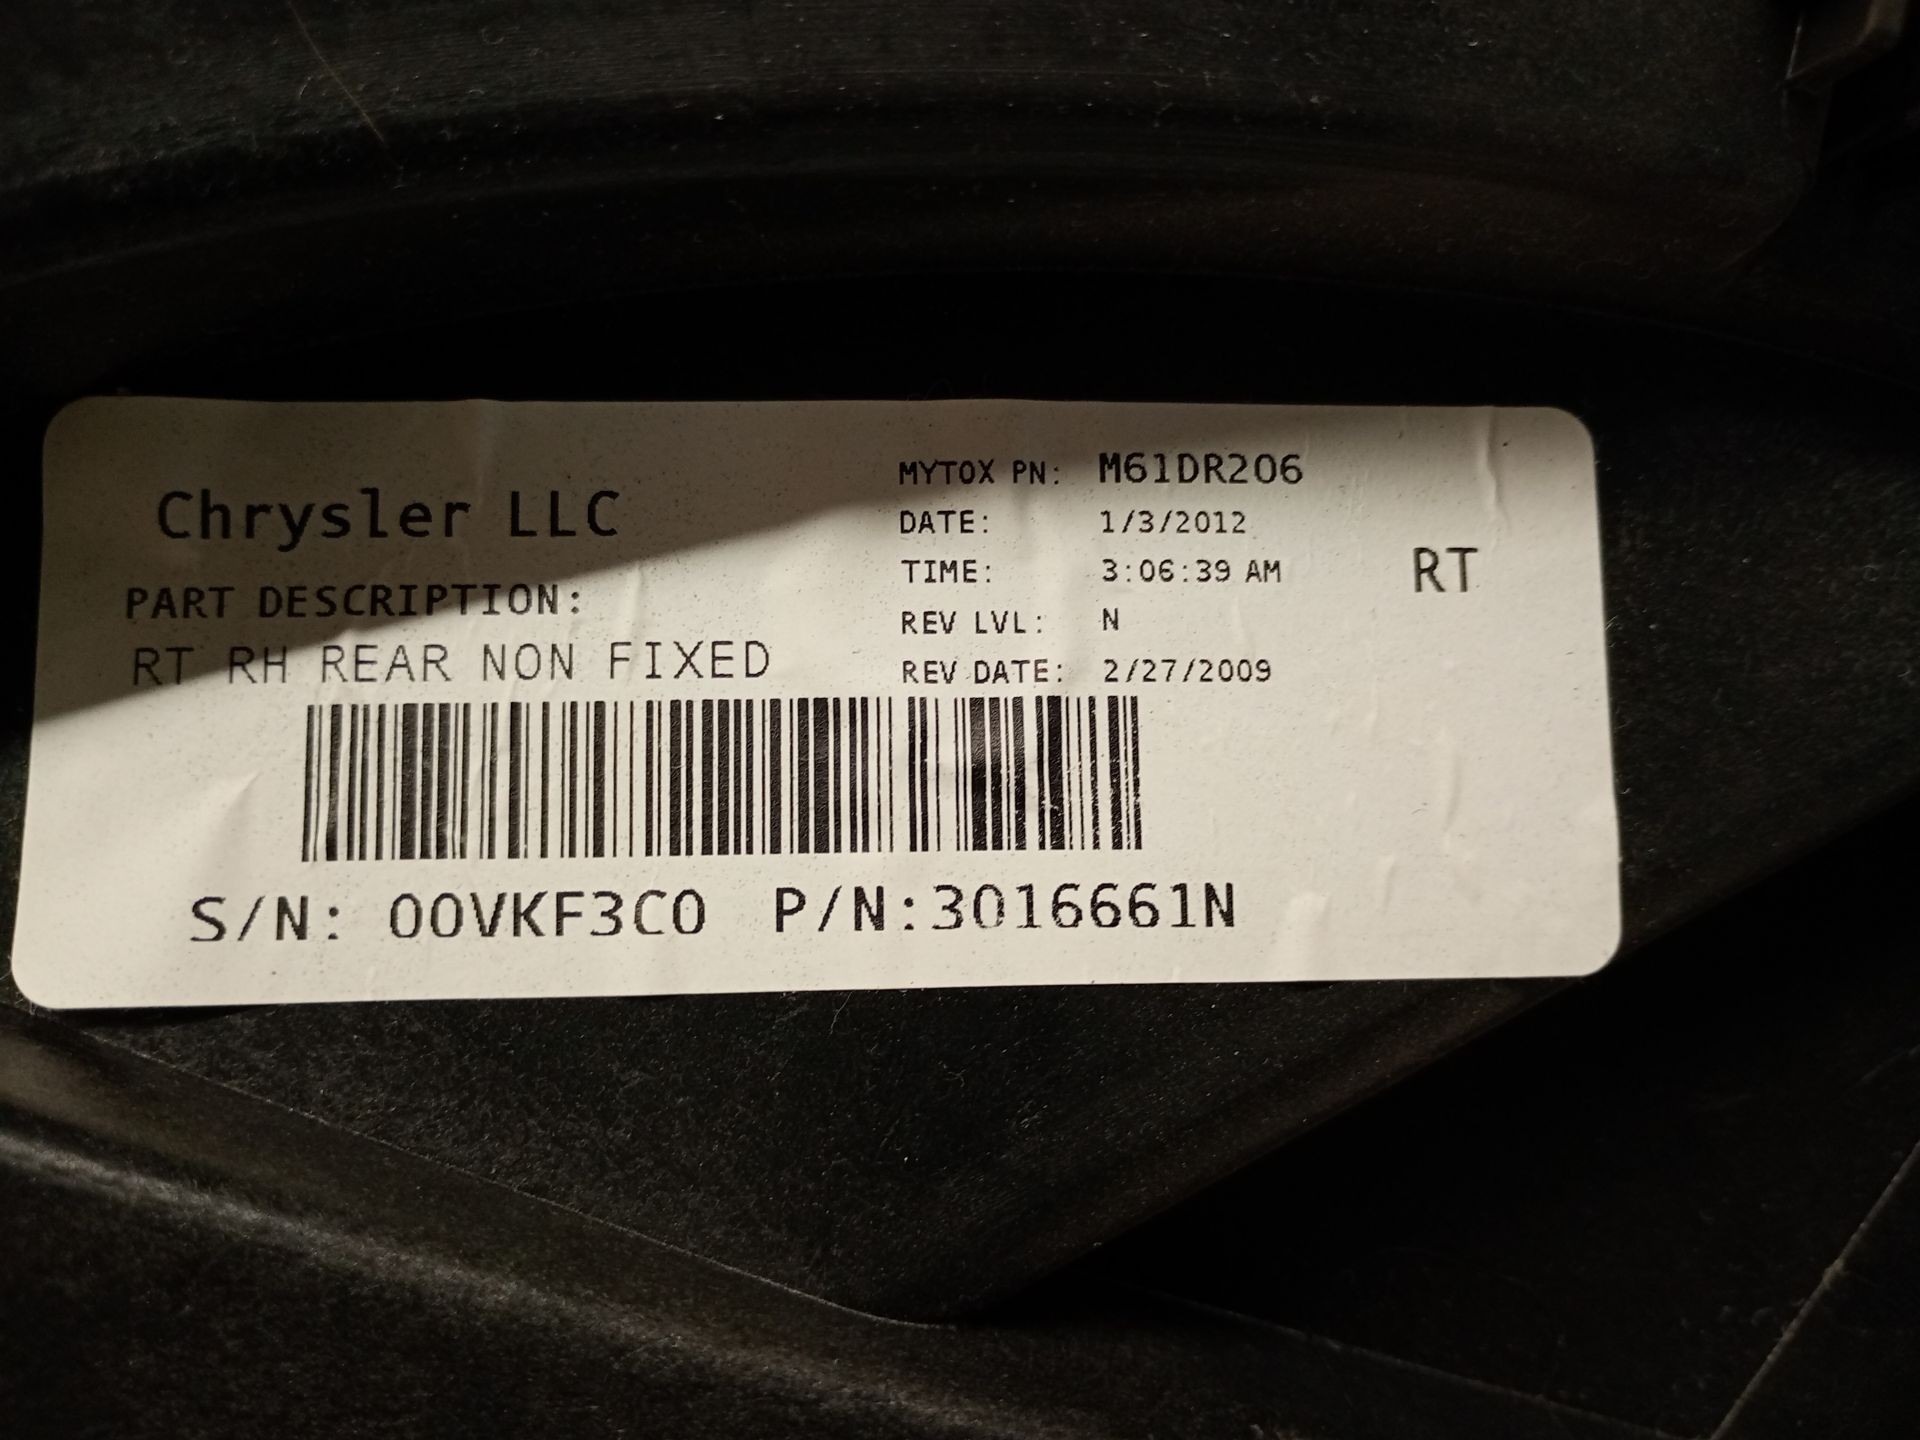 Chrysler LLC
PART DESCRIPTION:
RT RH REAR NON FIXED
MYTOX PN: M61DR206
DATE: 1/3/2012
TIME: 3:06:39 AM
REV LVL: N
REV DATE: 2/27/2009
RT
S/N: 00VKF3C0 P/N:3016661N